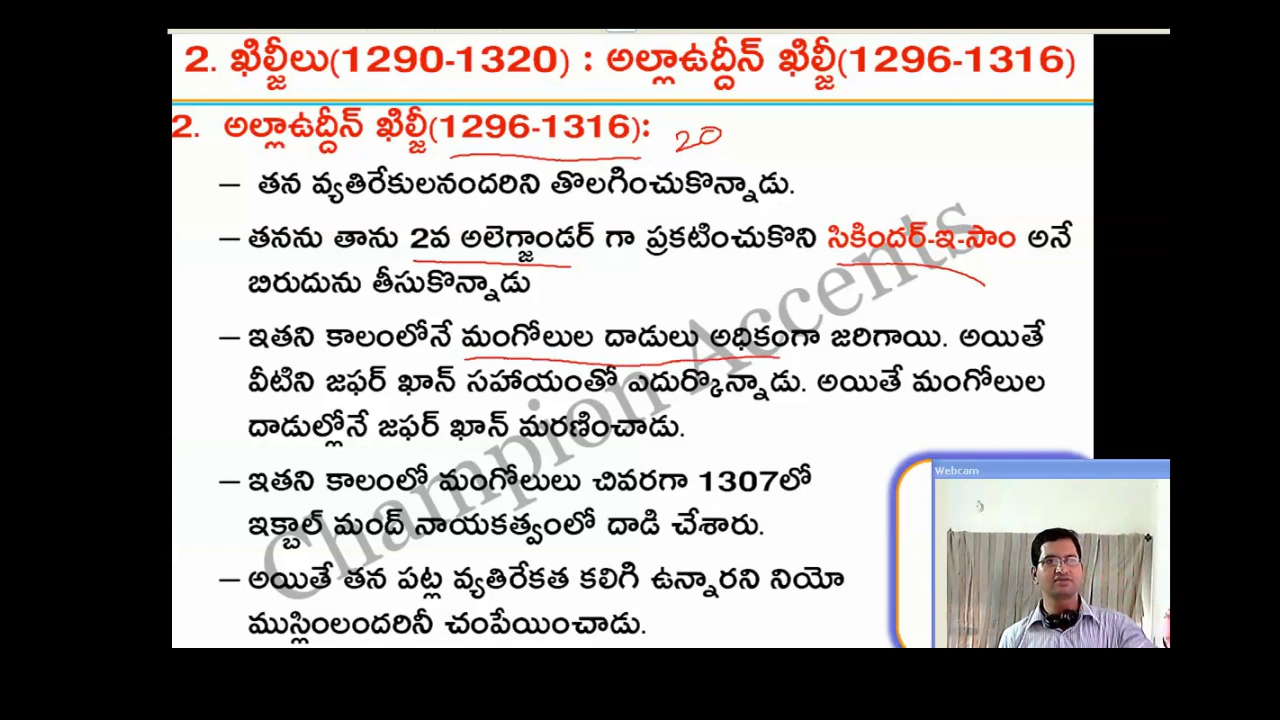 2. ఖిల్జీలు(1290-1320) : అల్లాఉద్దీన్ ఖిల్జీ(1296-1316)
2. అల్లాఉద్దీన్ ఖిల్జీ(1296-1316): 20
– తన వ్యతిరేకులనందరిని తొలగించుకొన్నాడు.
– తనను తాను 2వ అలెగ్జాండర్ గా ప్రకటించుకొని సికిందర్-ఇ-సాం అనే
బిరుదును తీసుకొన్నాడు
– ఇతని కాలంలోనే మంగోలుల దాడులు అధికంగా జరిగాయి. అయితే
వీటిని జఫర్ ఖాన్ సహాయంతో ఎదుర్కొన్నాడు. అయితే మంగోలుల
దాడుల్లోనే జఫర్ ఖాన్ మరణించాడు.
– ఇతని కాలంలో మంగోలులు చివరగా 1307లో
ఇక్బాల్ మంద్ నాయకత్వంలో దాడి చేశారు.
– అయితే తన పట్ల వ్యతిరేకత కలిగి ఉన్నారని నియో
ముస్లింలందరినీ చంపేయించాడు.
Champion Accents
Webcam